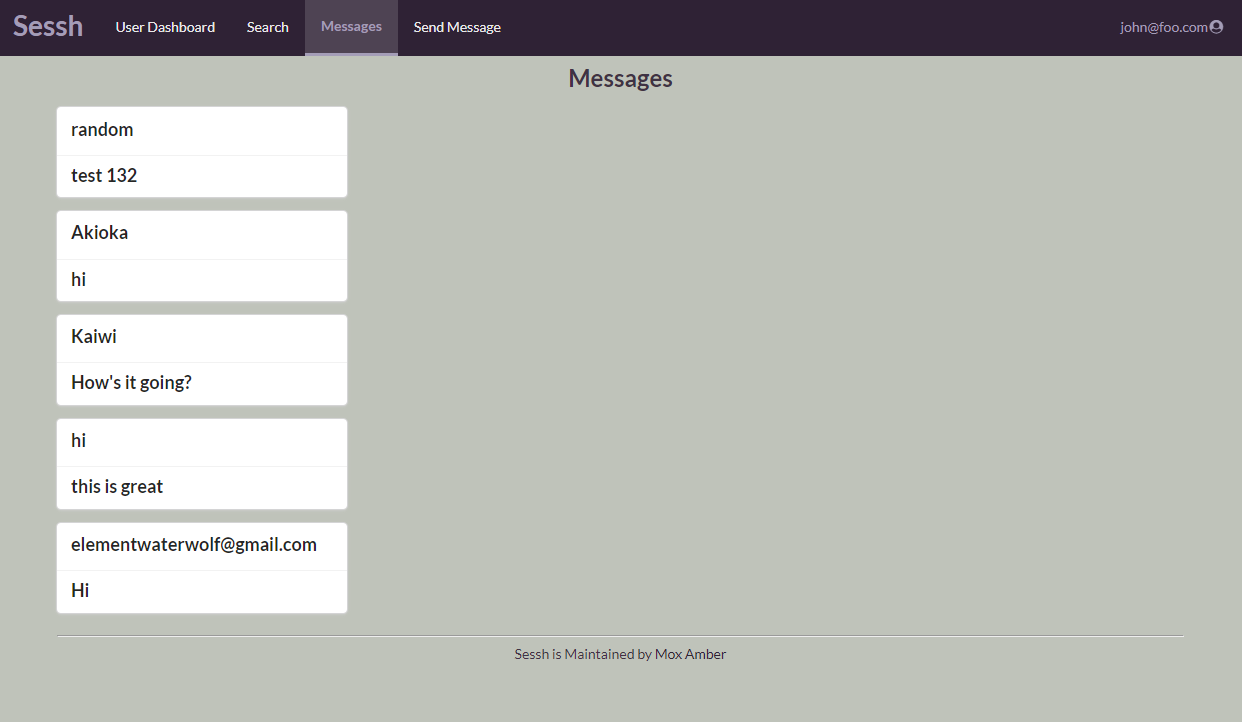 Sessh User Dashboard Search Messages Send Message john@foo.com
Messages
random
test 132
Akioka
hi
Kaiwi
How's it going?
hi
this is great
elementwaterwolf@gmail.com
Hi
Sessh is Maintained by Mox Amber